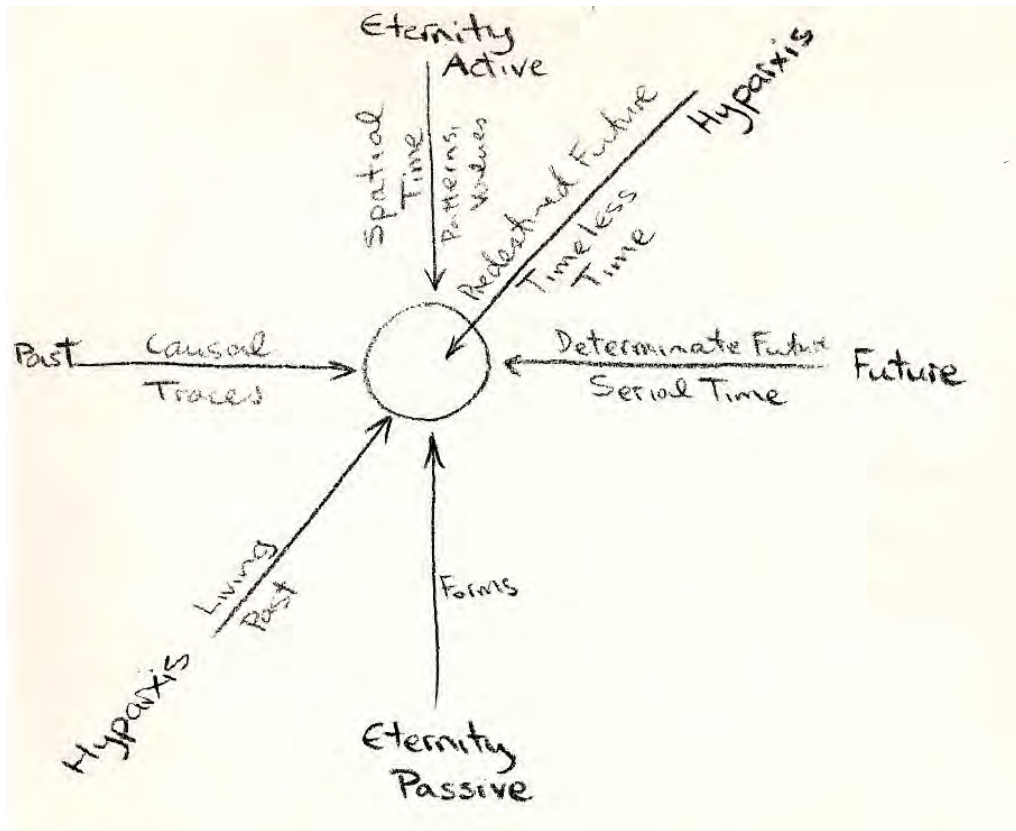 Eternity
Active
Hyparxis
Spatial
Time
Patterns,
Values
Predestined Future
Timeless
Time
Past
Causal
Traces
Determinate Future
Serial Time
Future
Living
Past
Hyparxis
Forms
Eternity
Passive